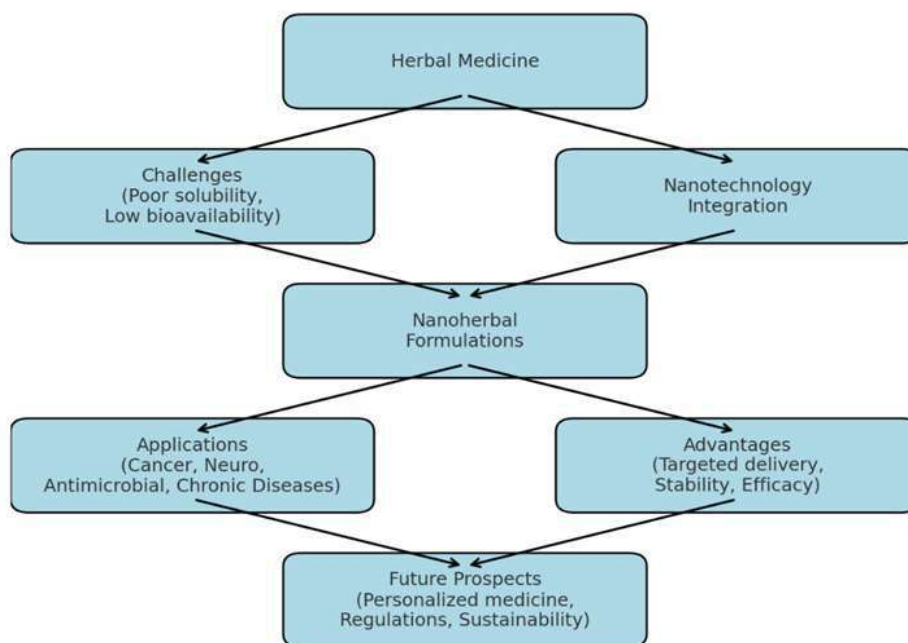 Herbal Medicine
Challenges
(Poor solubility,
Low bioavailability)
Nanotechnology
Integration
Nanoherbal
Formulations
Applications
(Cancer, Neuro,
Antimicrobial, Chronic Diseases)
Advantages
(Targeted delivery,
Stability, Efficacy)
Future Prospects
(Personalized medicine,
Regulations, Sustainability)